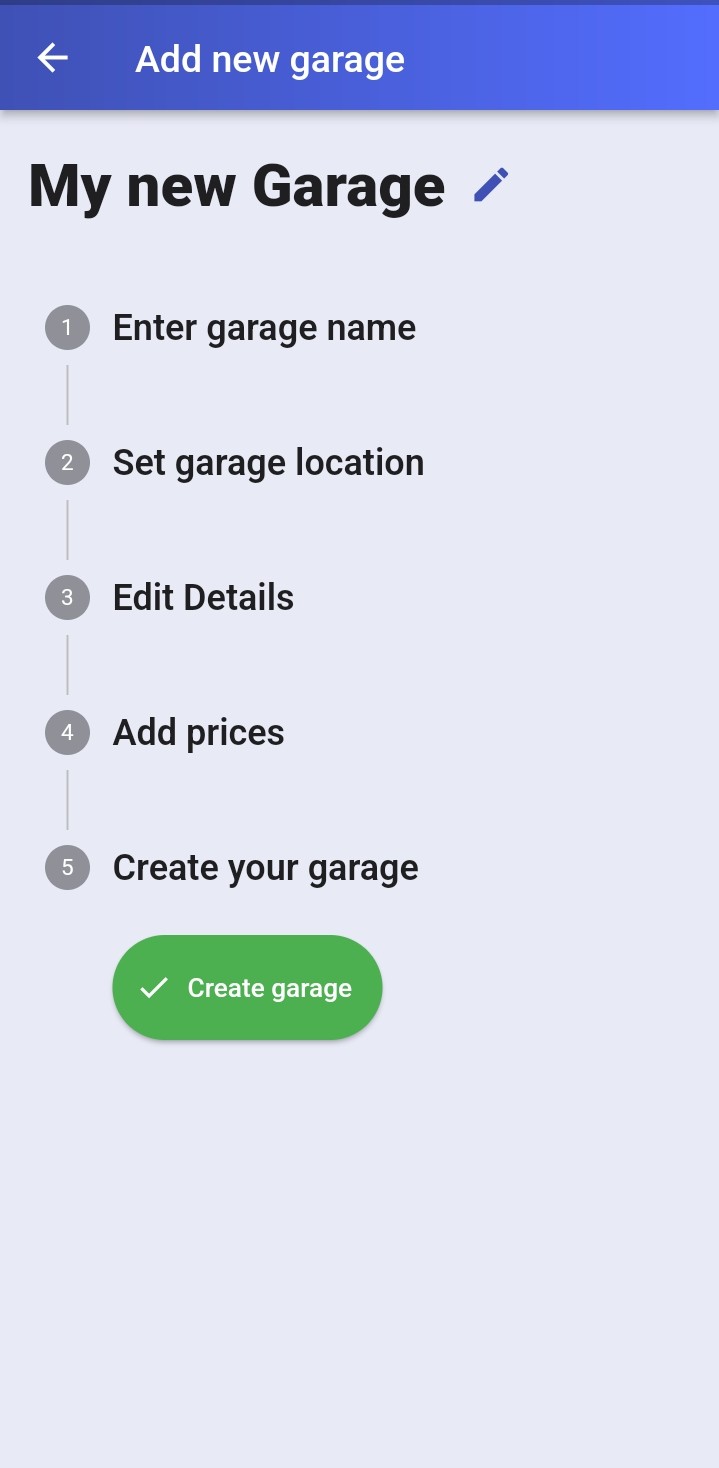 Add new garage
My new Garage
1 Enter garage name
2 Set garage location
3 Edit Details
4 Add prices
5 Create your garage
Create garage